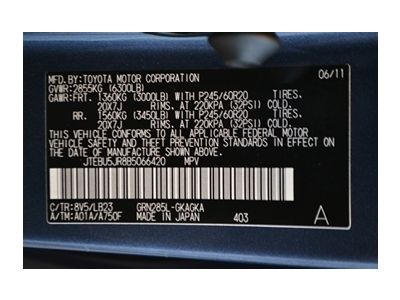 MFD.BY:TOYOTA MOTOR CORPORATION 06/11
GVWR: 2855KG (6300LB)
GAWR: FRT. 1360KG (3000LB) WITH P245/60R20 TIRES.
20X7J RIMS. AT 220KPA (32PSI) COLD.
RR. 1560KG (3450LB) WITH P245/60R20 TIRES.
20X7J RIMS. AT 220KPA (32PSI) COLD.
THIS VEHICLE CONFORMS TO ALL APPLICABLE FEDERAL MOTOR
VEHICLE SAFETY, BUMPER, AND THEFT PREVENTION STANDARDS IN
EFFECT ON THE DATE OF MANUFACTURE SHOWN ABOVE.
JTEBU5JR8B5066420 MPV
C/TR: 8V5/LB23 GRN285L-GKAGKA
A/TM: A01A/A750F MADE IN JAPAN 403 A